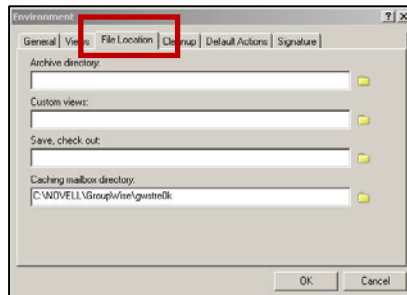 Environment
General Views File Location Cleanup Default Actions Signature
Archive directory:
Custom views:
Save, check out:
Caching mailbox directory:
C:\NOVELL\GroupWise\gwstre0k
OK Cancel